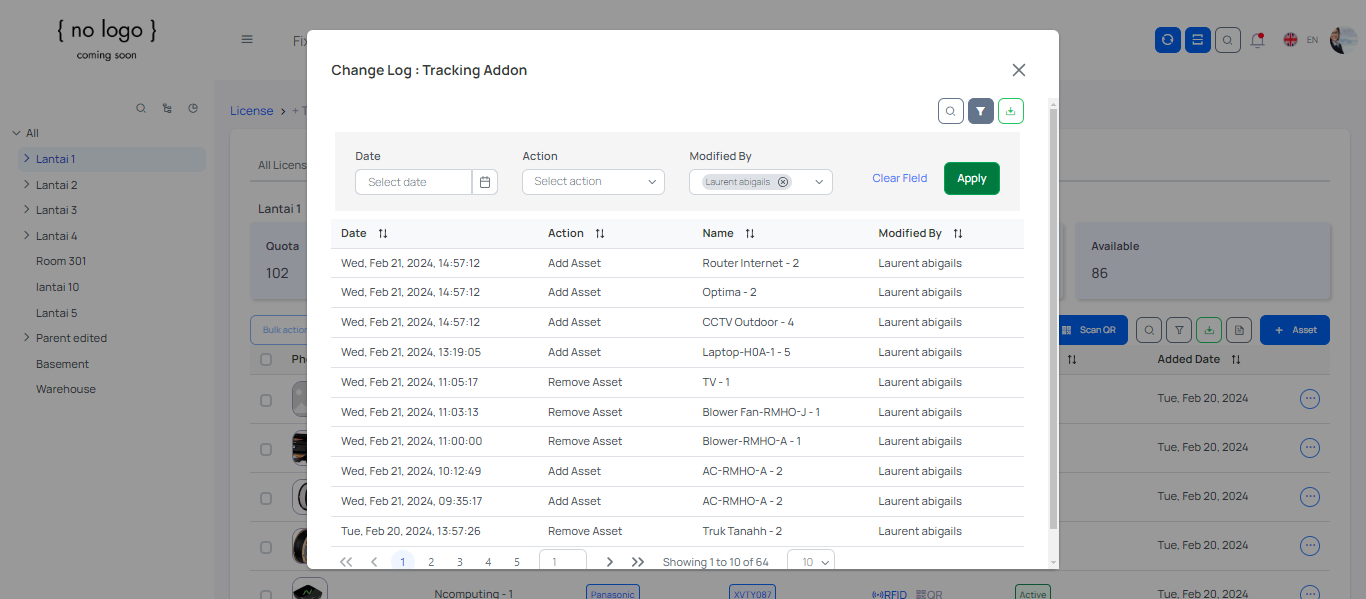 { no logo }
coming soon
Fix
EN
Change Log : Tracking Addon
License > + T
All
Lantai 1
Lantai 2
Lantai 3
Lantai 4
Room 301
lantai 10
Lantai 5
Parent edited
Basement
Warehouse
All Licens
Lantai 1
Quota
102
Available
86
Date Action Modified By
Select date Select action Laurent abigails Clear Field Apply
Date Action Name Modified By
Wed, Feb 21, 2024, 14:57:12 Add Asset Router Internet - 2 Laurent abigails
Wed, Feb 21, 2024, 14:57:12 Add Asset Optima - 2 Laurent abigails
Wed, Feb 21, 2024, 14:57:12 Add Asset CCTV Outdoor - 4 Laurent abigails
Wed, Feb 21, 2024, 13:19:05 Add Asset Laptop-H0A-1 - 5 Laurent abigails
Wed, Feb 21, 2024, 11:05:17 Remove Asset TV - 1 Laurent abigails
Wed, Feb 21, 2024, 11:03:13 Remove Asset Blower Fan-RMHO-J - 1 Laurent abigails
Wed, Feb 21, 2024, 11:00:00 Remove Asset Blower-RMHO-A - 1 Laurent abigails
Wed, Feb 21, 2024, 10:12:49 Add Asset AC-RMHO-A - 2 Laurent abigails
Wed, Feb 21, 2024, 09:35:17 Add Asset AC-RMHO-A - 2 Laurent abigails
Tue, Feb 20, 2024, 13:57:26 Remove Asset Truk Tanahh - 2 Laurent abigails
1 2 3 4 5 1 Showing 1 to 10 of 64 10
Bulk action
Scan QR + Asset
Ph Added Date
Tue, Feb 20, 2024
Tue, Feb 20, 2024
Tue, Feb 20, 2024
Tue, Feb 20, 2024
Ncomputing - 1 Panasonic XVTY087 RFID QR Active Tue, Feb 20, 2024